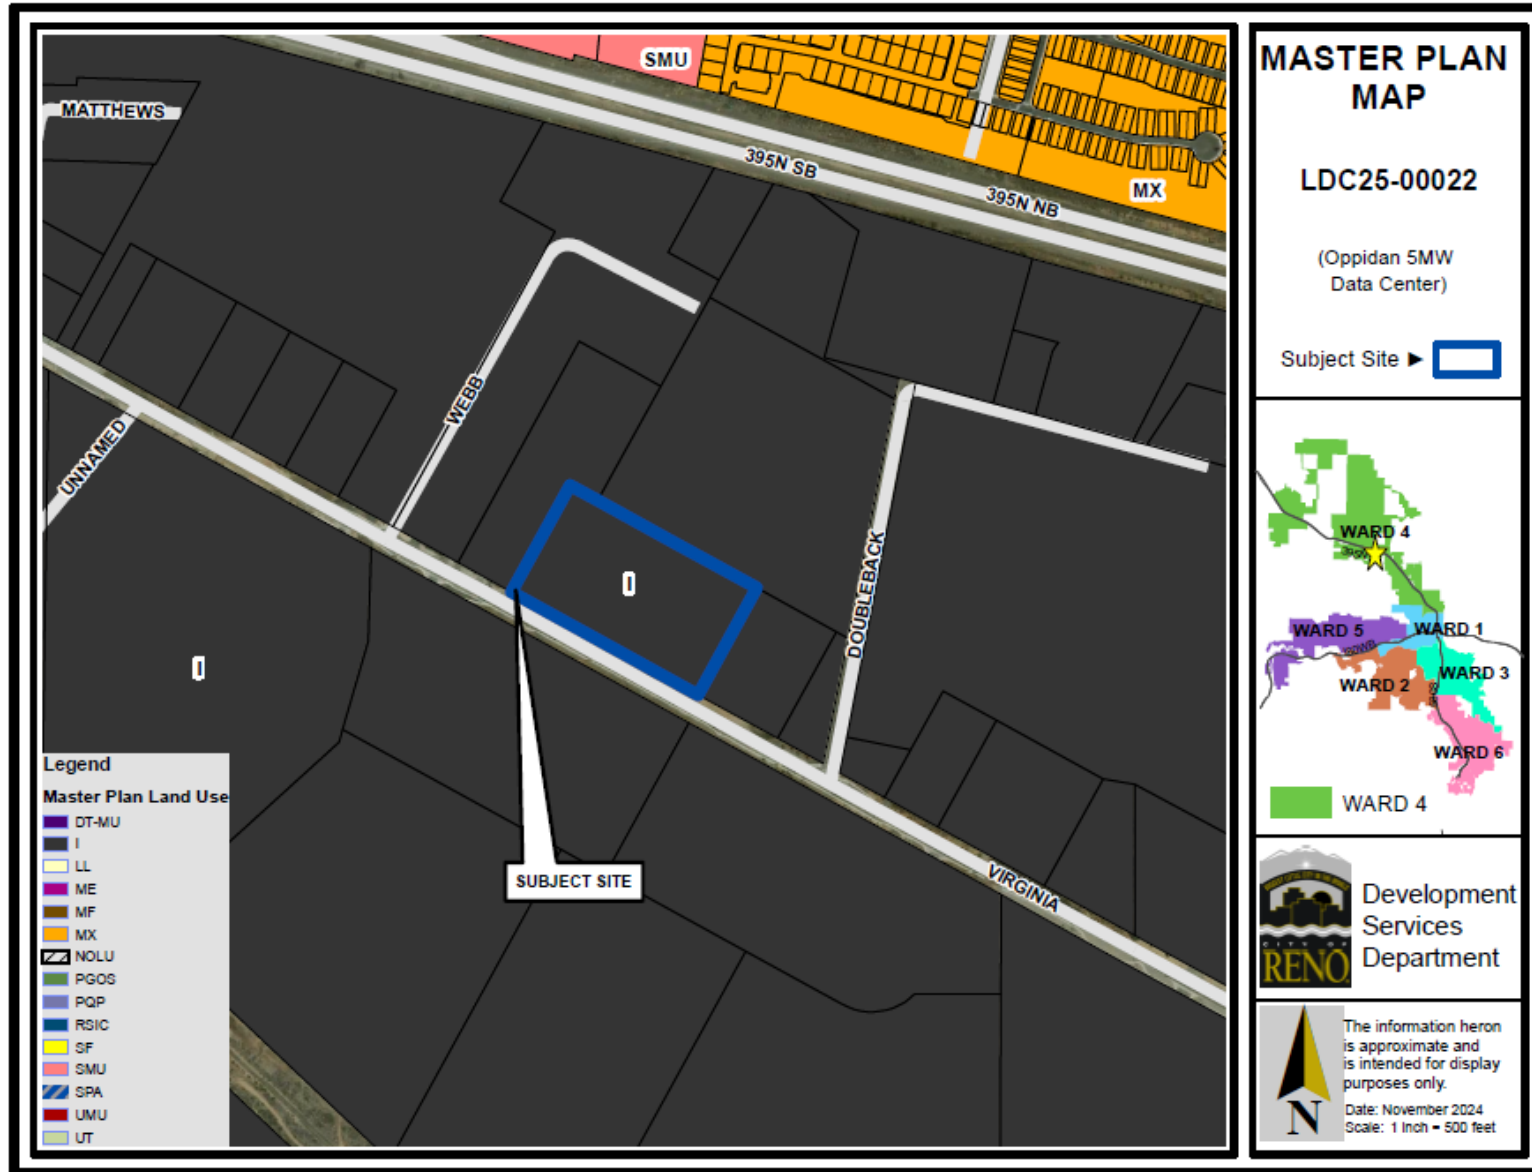 SMU
MATTHEWS
395N SB
395N NB
MX
WEBB
UNNAMED
DOUBLEBACK
I
I
SUBJECT SITE
VIRGINIA
Legend
Master Plan Land Use
DT-MU
I
LL
ME
MF
MX
NOLU
PGOS
PQP
RSIC
SF
SMU
SPA
UMU
UT
MASTER PLAN
MAP
LDC25-00022
(Oppidan 5MW
Data Center)
Subject Site ►
WARD 4
WARD 5
WARD 1
WARD 3
WARD 2
WARD 6
WARD 4
CITY OF
RENO
Development
Services
Department
The information heron
is approximate and
is intended for display
purposes only.
Date: November 2024
Scale: 1 inch = 500 feet
N